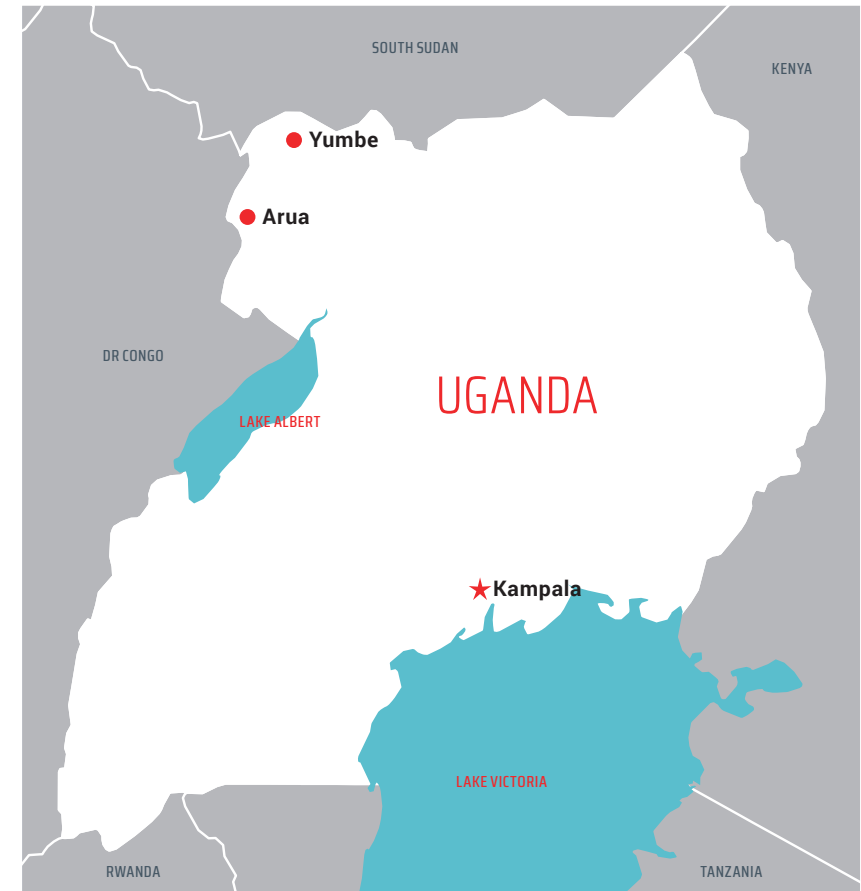 SOUTH SUDAN
KENYA
Yumbe
Arua
DR CONGO
UGANDA
LAKE ALBERT
Kampala
LAKE VICTORIA
RWANDA
TANZANIA